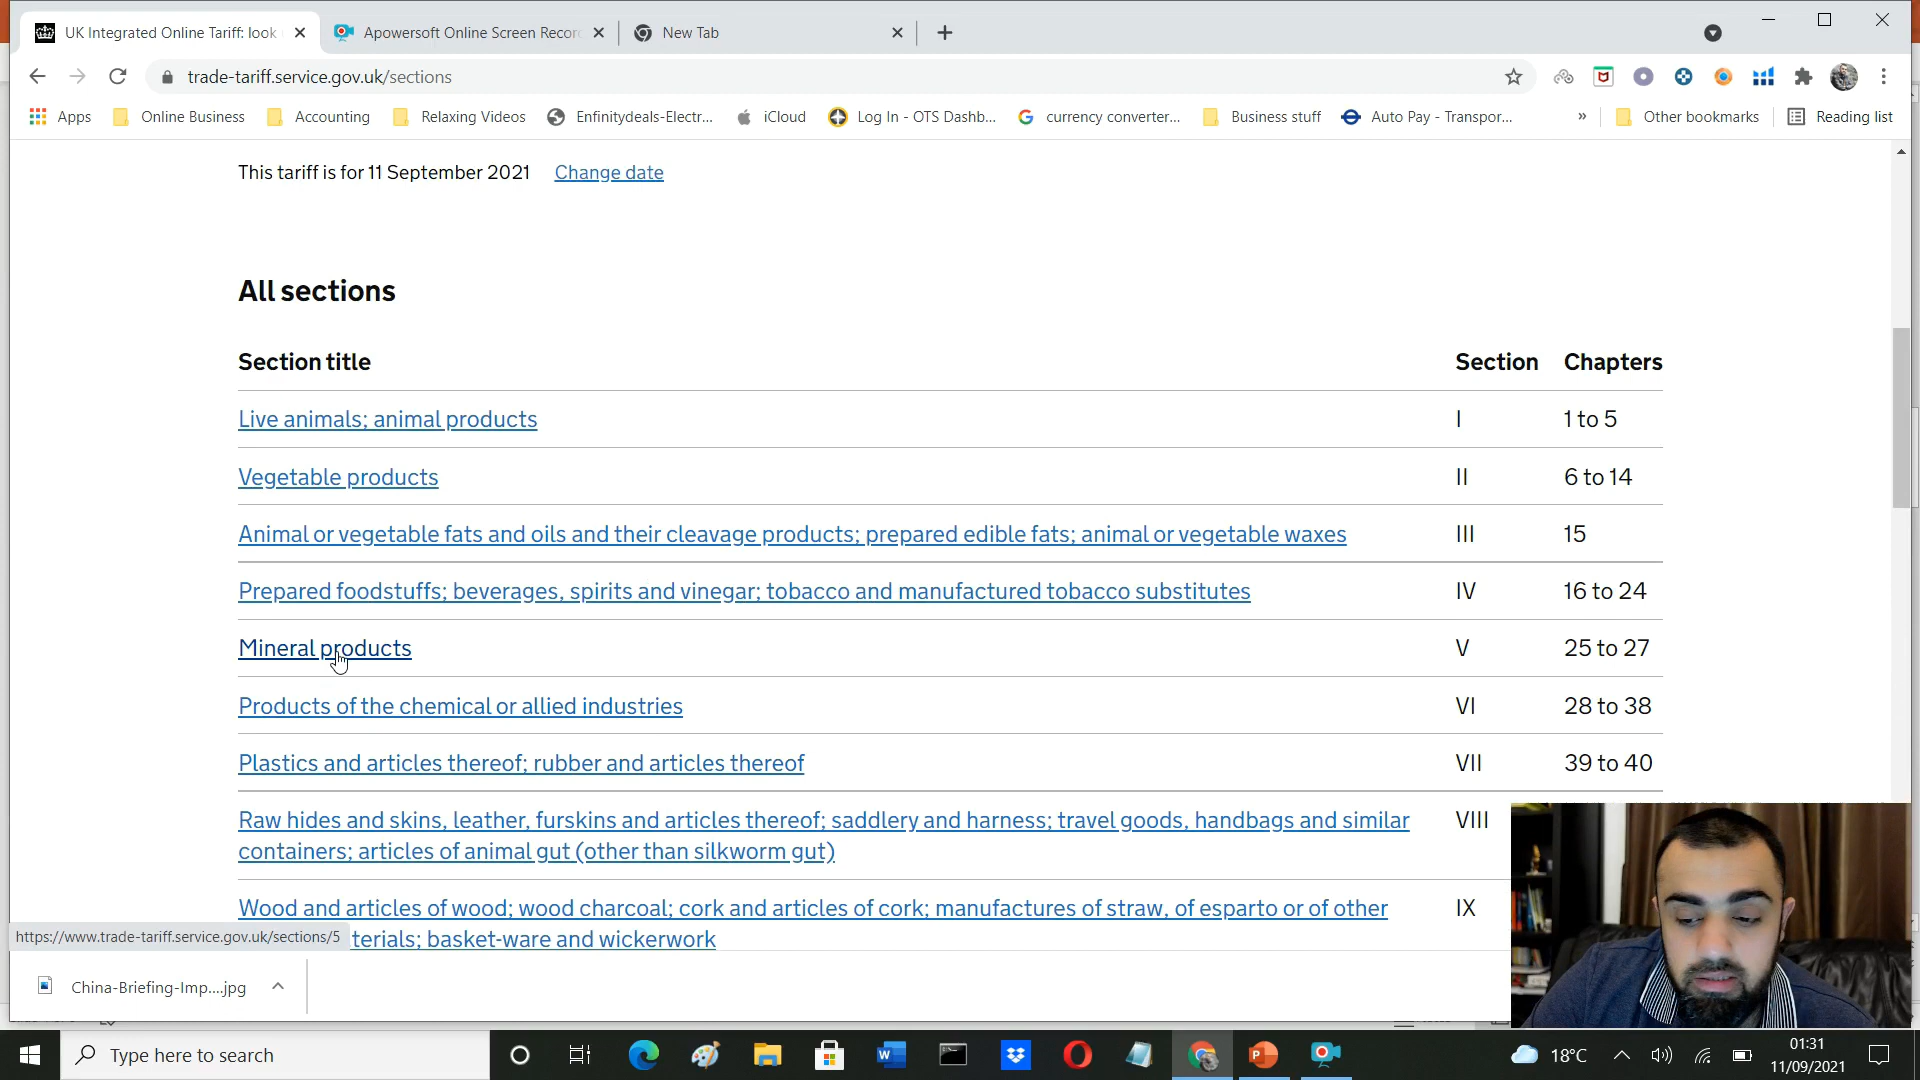 UK Integrated Online Tariff: look
Apowersoft Online Screen Recor
New Tab
trade-tariff.service.gov.uk/sections
Apps
Online Business
Accounting
Relaxing Videos
Enfinitydeals-Electr...
iCloud
Log In - OTS Dashb...
currency converter...
Business stuff
Auto Pay - Transpor...
»
Other bookmarks
Reading list
This tariff is for 11 September 2021 Change date
All sections
Section title Section Chapters
Live animals; animal products I 1 to 5
Vegetable products II 6 to 14
Animal or vegetable fats and oils and their cleavage products; prepared edible fats; animal or vegetable waxes III 15
Prepared foodstuffs; beverages, spirits and vinegar; tobacco and manufactured tobacco substitutes IV 16 to 24
Mineral products V 25 to 27
Products of the chemical or allied industries VI 28 to 38
Plastics and articles thereof; rubber and articles thereof VII 39 to 40
Raw hides and skins, leather, furskins and articles thereof; saddlery and harness; travel goods, handbags and similar VIII
containers; articles of animal gut (other than silkworm gut)
Wood and articles of wood; wood charcoal; cork and articles of cork; manufactures of straw, of esparto or of other IX
https://www.trade-tariff.service.gov.uk/sections/5
terials; basket-ware and wickerwork
China-Briefing-Imp....jpg
Type here to search
18°C
01:31
11/09/2021